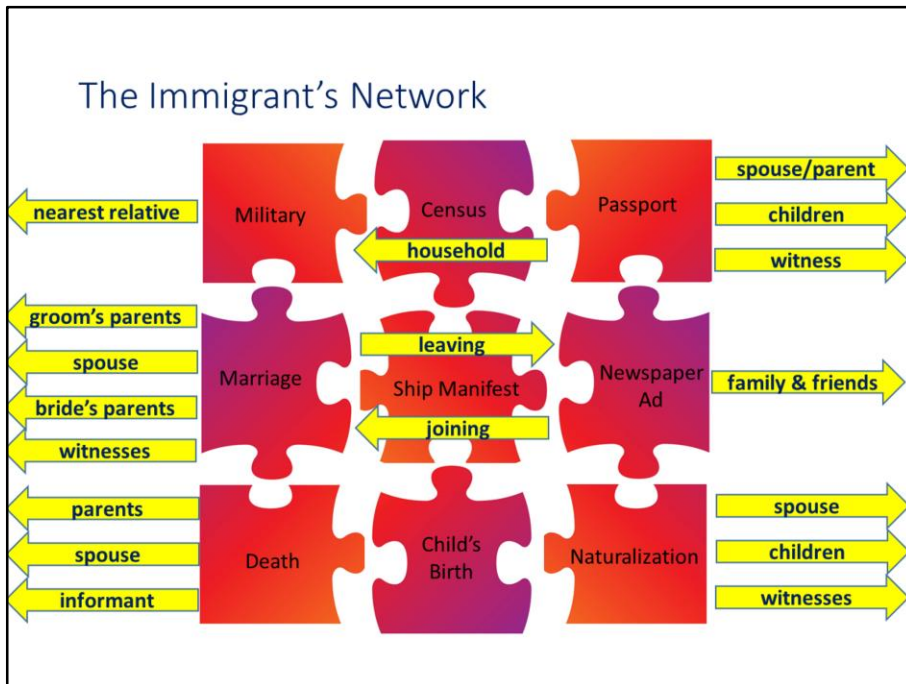 The Immigrant's Network
nearest relative
Military
Census
household
Passport
spouse/parent
children
witness
groom's parents
spouse
bride's parents
witnesses
Marriage
leaving
Ship Manifest
joining
Newspaper
Ad
family & friends
parents
spouse
informant
Death
Child's
Birth
Naturalization
spouse
children
witnesses